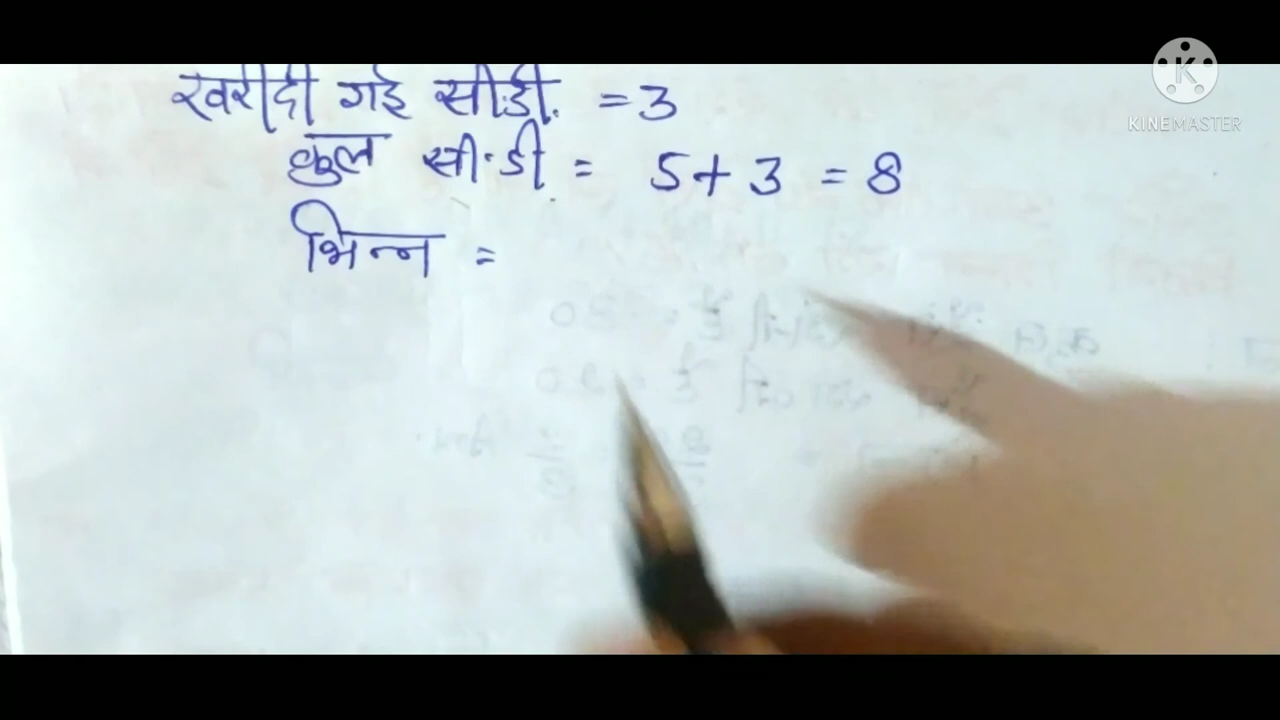 खरीदी गई सी.डी. = 3
KINEMASTER
कुल सी.डी = 5 + 3 = 8
भिन्न =